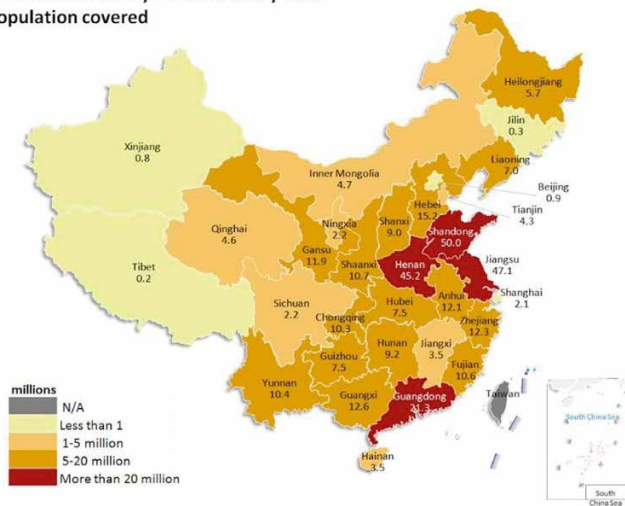 opulation covered
Heilongjiang
5.7
Jilin
0.3
Xinjiang
0.8
Liaoning
7.0
Inner Mongolia
4.7
Beijing
0.9
Hebei
15.2
Tianjin
4.3
Ningxia
2.2
Shanxi
9.0
Shandong
50.0
Qinghai
4.6
Gansu
11.9
Shaanxi
10.7
Henan
45.2
Jiangsu
47.1
Tibet
0.2
Shanghai
2.1
Anhui
12.1
Sichuan
2.2
Hubei
7.5
Chongqing
10.3
Zhejiang
12.3
Hunan
9.2
Jiangxi
3.5
Guizhou
7.5
Fujian
10.6
Yunnan
10.4
Guangxi
12.6
Guangdong
21.3
Taiwan
Hainan
3.5
millions
N/A
Less than 1
1-5 million
5-20 million
More than 20 million
South China Sea
South
China Sea